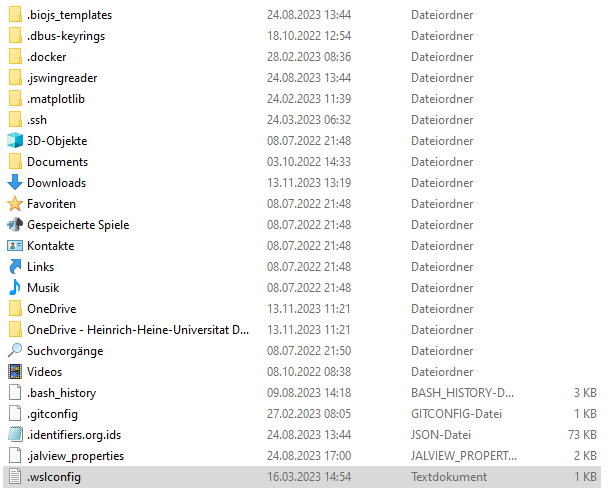 .biojs_templates 24.08.2023 13:44 Dateiordner
.dbus-keyrings 18.10.2022 12:54 Dateiordner
.docker 28.02.2023 08:36 Dateiordner
.jswingreader 24.08.2023 13:44 Dateiordner
.matplotlib 24.02.2023 11:39 Dateiordner
.ssh 24.03.2023 06:32 Dateiordner
3D-Objekte 08.07.2022 21:48 Dateiordner
Documents 03.10.2022 14:33 Dateiordner
Downloads 13.11.2023 13:19 Dateiordner
Favoriten 08.07.2022 21:48 Dateiordner
Gespeicherte Spiele 08.07.2022 21:48 Dateiordner
Kontakte 08.07.2022 21:48 Dateiordner
Links 08.07.2022 21:48 Dateiordner
Musik 08.07.2022 21:48 Dateiordner
OneDrive 13.11.2023 11:21 Dateiordner
OneDrive - Heinrich-Heine-Universitat D... 13.11.2023 11:21 Dateiordner
Suchvorgänge 08.07.2022 21:50 Dateiordner
Videos 08.10.2022 08:38 Dateiordner
.bash_history 09.08.2023 14:18 BASH_HISTORY-D... 3 KB
.gitconfig 27.02.2023 08:05 GITCONFIG-Datei 1 KB
.identifiers.org.ids 24.08.2023 13:44 JSON-Datei 73 KB
.jalview_properties 24.08.2023 17:00 JALVIEW_PROPERT... 2 KB
.wslconfig 16.03.2023 14:54 Textdokument 1 KB